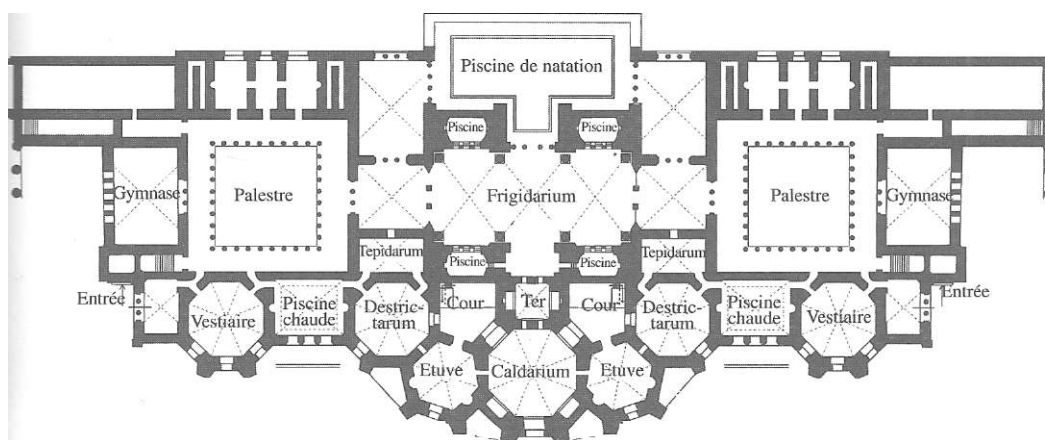 Piscine de natation
Piscine
Piscine
Gymnase
Palestre
Frigidarium
Palestre
Gymnase
Tepidarum
Piscine
Piscine
Tepidarum
Entrée
Vestiaire
Piscine
chaude
Destric-
tarum
Cour
Ter
Cour
Destric-
tarum
Piscine
chaude
Vestiaire
Entrée
Etuve
Caldarium
Etuve